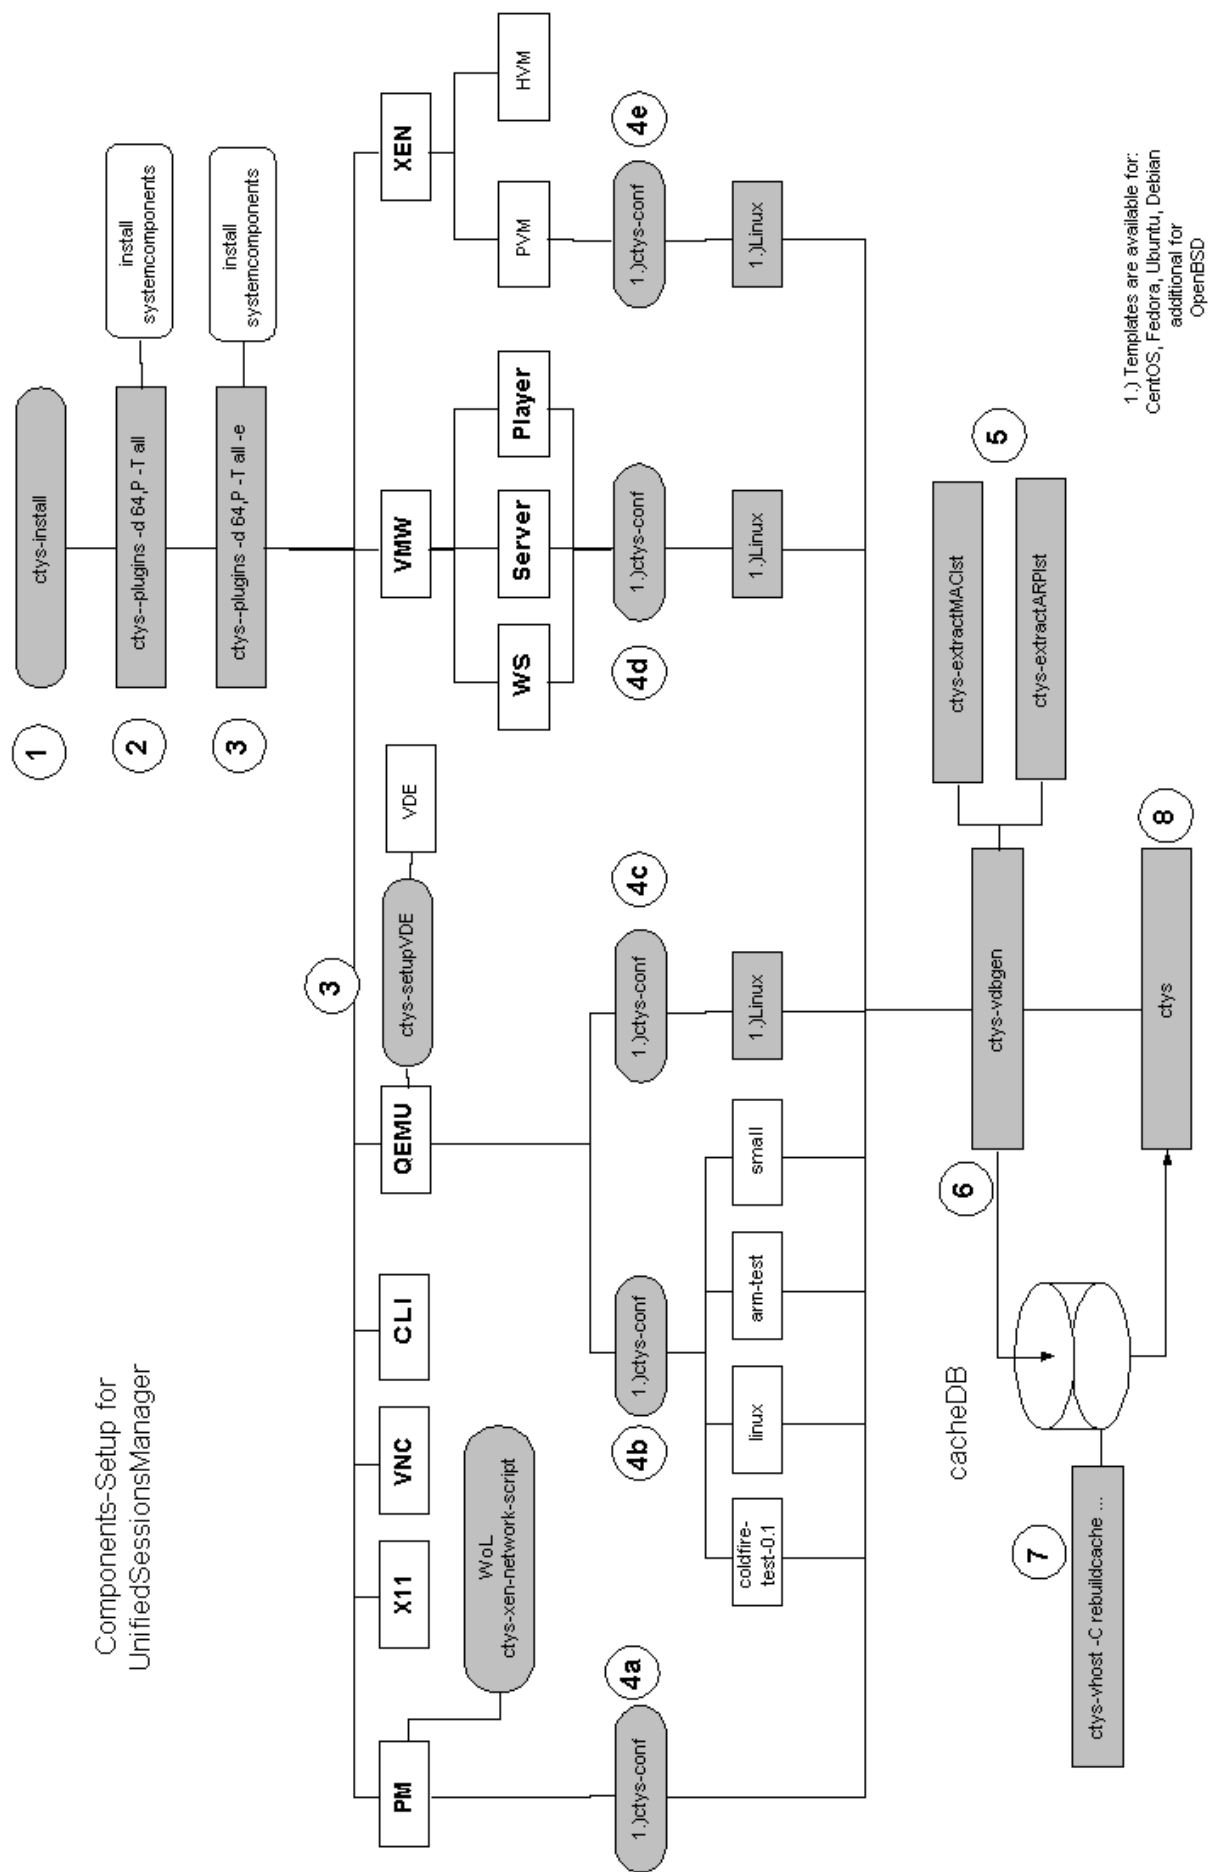 Components-Setup for
UnifiedSessionsManager
1
ctys-install
2
ctys--plugins -d 64,P -T all
install
systemcomponents
3
ctys--plugins -d 64,P -T all -e
install
systemcomponents
3
PM
X11
VNC
CLI
QEMU
ctys-setupVDE
VDE
VMW
XEN
WoL
ctys-xen-network-script
WS
Server
Player
PVM
HVM
4a
1.)ctys-conf
4b
1.)ctys-conf
1.)ctys-conf
4c
4d
1.)ctys-conf
1.)ctys-conf
4e
coldfire-
test-0.1
linux
arm-test
small
1.)Linux
1.)Linux
1.)Linux
cacheDB
6
ctys-vdbgen
ctys-extractMAClst
ctys-extractARPlst
5
7
ctys-vhost -C rebuildcache ...
ctys
8
1.) Templates are available for:
CentOS, Fedora, Ubuntu, Debian
additional for
OpenBSD